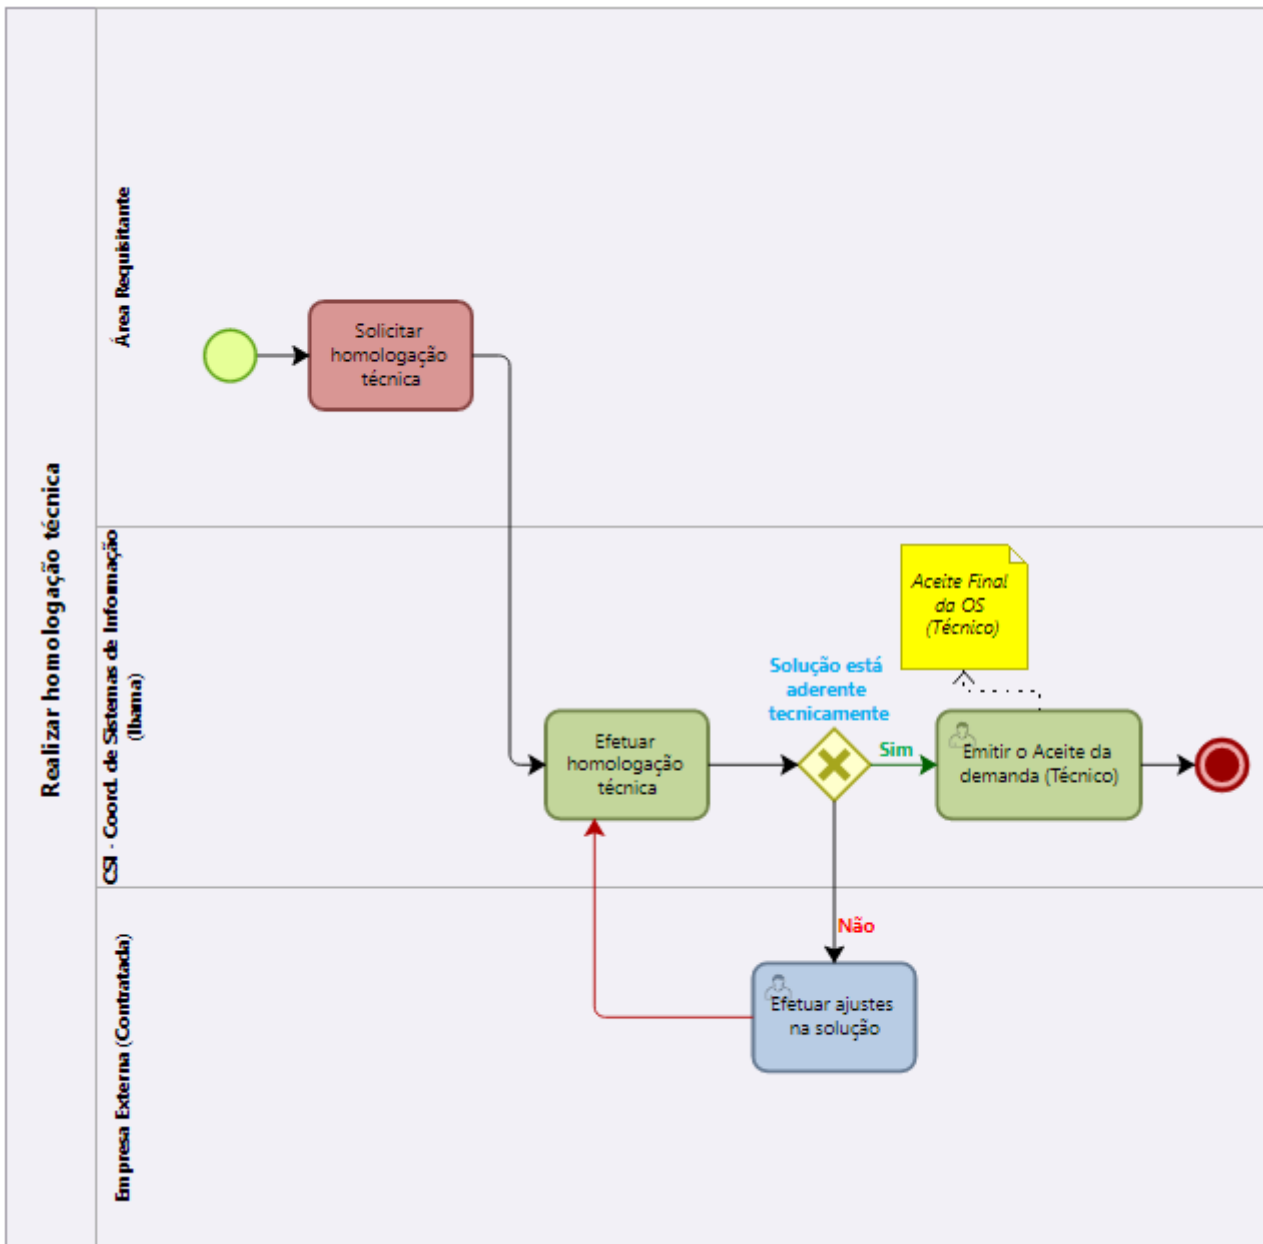 Realizar homologação técnica
Área Requisitante
Solicitar
homologação
técnica
CSI - Coord. de Sistemas de Informação
(Ibama)
Aceite Final
da OS
(Técnico)
Solução está
aderente
tecnicamente
Efetuar
homologação
técnica
Sim
Emitir o Aceite da
demanda (Técnico)
Não
Empresa Externa (Contratada)
Efetuar ajustes
na solução